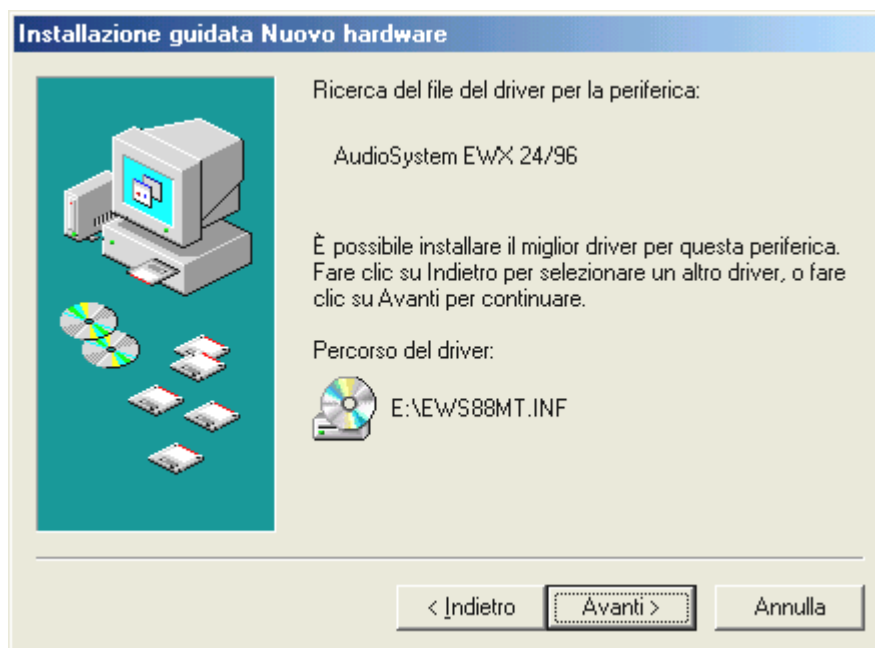 Installazione guidata Nuovo hardware
Ricerca del file del driver per la periferica:
AudioSystem EWX 24/96
È possibile installare il miglior driver per questa periferica.
Fare clic su Indietro per selezionare un altro driver, o fare
clic su Avanti per continuare.
Percorso del driver:
E:\EWS88MT.INF
< Indietro
Avanti >
Annulla